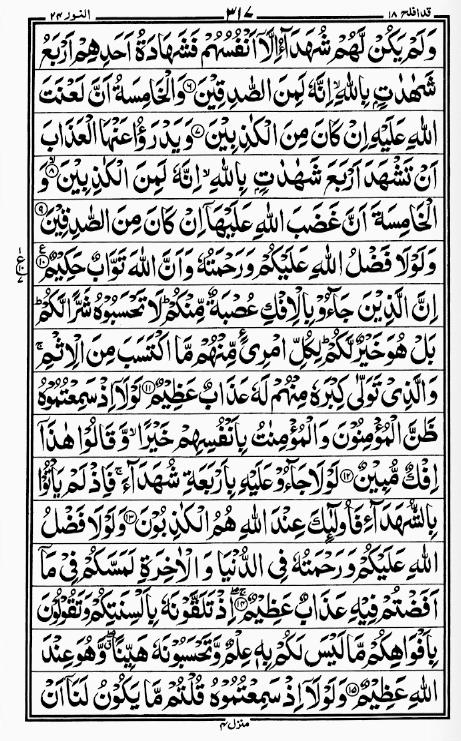 قد افلح ١٨ ٣١٧ النور ٢٤
وَلَمْ يَكُنْ لَّهُمْ شُهَدَآءُ اِلَّاۤ اَنْفُسُهُمْ فَشَهَادَةُ اَحَدِهِمْ اَرْبَعُ
شَهٰدٰتٍۭ بِاللّٰهِ ۙ اِنَّهٗ لَمِنَ الصّٰدِقِيْنَ ﴿٦﴾ وَالْخَامِسَةُ اَنَّ لَعْنَتَ
اللّٰهِ عَلَيْهِ اِنْ كَانَ مِنَ الْكٰذِبِيْنَ ﴿٧﴾ وَيَدْرَؤُا عَنْهَا الْعَذَابَ
اَنْ تَشْهَدَ اَرْبَعَ شَهٰدٰتٍۭ بِاللّٰهِ ۙ اِنَّهٗ لَمِنَ الْكٰذِبِيْنَ ﴿٨﴾ وَ
الْخَامِسَةَ اَنَّ غَضَبَ اللّٰهِ عَلَيْهَاۤ اِنْ كَانَ مِنَ الصّٰدِقِيْنَ ﴿٩﴾
وَلَوْلَا فَضْلُ اللّٰهِ عَلَيْكُمْ وَرَحْمَتُهٗ وَاَنَّ اللّٰهَ تَوَّابٌ حَكِيْمٌ ﴿١٠﴾ ع
اِنَّ الَّذِيْنَ جَآءُوْ بِالْاِفْكِ عُصْبَةٌ مِّنْكُمْ ؕ لَا تَحْسَبُوْهُ شَرًّا لَّكُمْ ؕ
بَلْ هُوَ خَيْرٌ لَّكُمْ ؕ لِكُلِّ امْرِئٍ مِّنْهُمْ مَّا اكْتَسَبَ مِنَ الْاِثْمِ ۚ
وَالَّذِيْ تَوَلّٰى كِبْرَهٗ مِنْهُمْ لَهٗ عَذَابٌ عَظِيْمٌ ﴿١١﴾ لَوْلَاۤ اِذْ سَمِعْتُمُوْهُ
ظَنَّ الْمُؤْمِنُوْنَ وَالْمُؤْمِنٰتُ بِاَنْفُسِهِمْ خَيْرًا ۙ وَّقَالُوْا هٰذَاۤ
اِفْكٌ مُّبِيْنٌ ﴿١٢﴾ لَوْلَا جَآءُوْ عَلَيْهِ بِاَرْبَعَةِ شُهَدَآءَ ۚ فَاِذْ لَمْ يَاْتُوْا
بِالشُّهَدَآءِ فَاُولٰٓئِكَ عِنْدَ اللّٰهِ هُمُ الْكٰذِبُوْنَ ﴿١٣﴾ وَلَوْلَا فَضْلُ
اللّٰهِ عَلَيْكُمْ وَرَحْمَتُهٗ فِى الدُّنْيَا وَالْاٰخِرَةِ لَمَسَّكُمْ فِيْ مَاۤ
اَفَضْتُمْ فِيْهِ عَذَابٌ عَظِيْمٌ ﴿١٤﴾ اِذْ تَلَقَّوْنَهٗ بِاَلْسِنَتِكُمْ وَتَقُوْلُوْنَ
بِاَفْوَاهِكُمْ مَّا لَيْسَ لَكُمْ بِهٖ عِلْمٌ وَّتَحْسَبُوْنَهٗ هَيِّنًا ۖ وَّهُوَ عِنْدَ
اللّٰهِ عَظِيْمٌ ﴿١٥﴾ وَلَوْلَاۤ اِذْ سَمِعْتُمُوْهُ قُلْتُمْ مَّا يَكُوْنُ لَنَاۤ اَنْ
منزل ٤